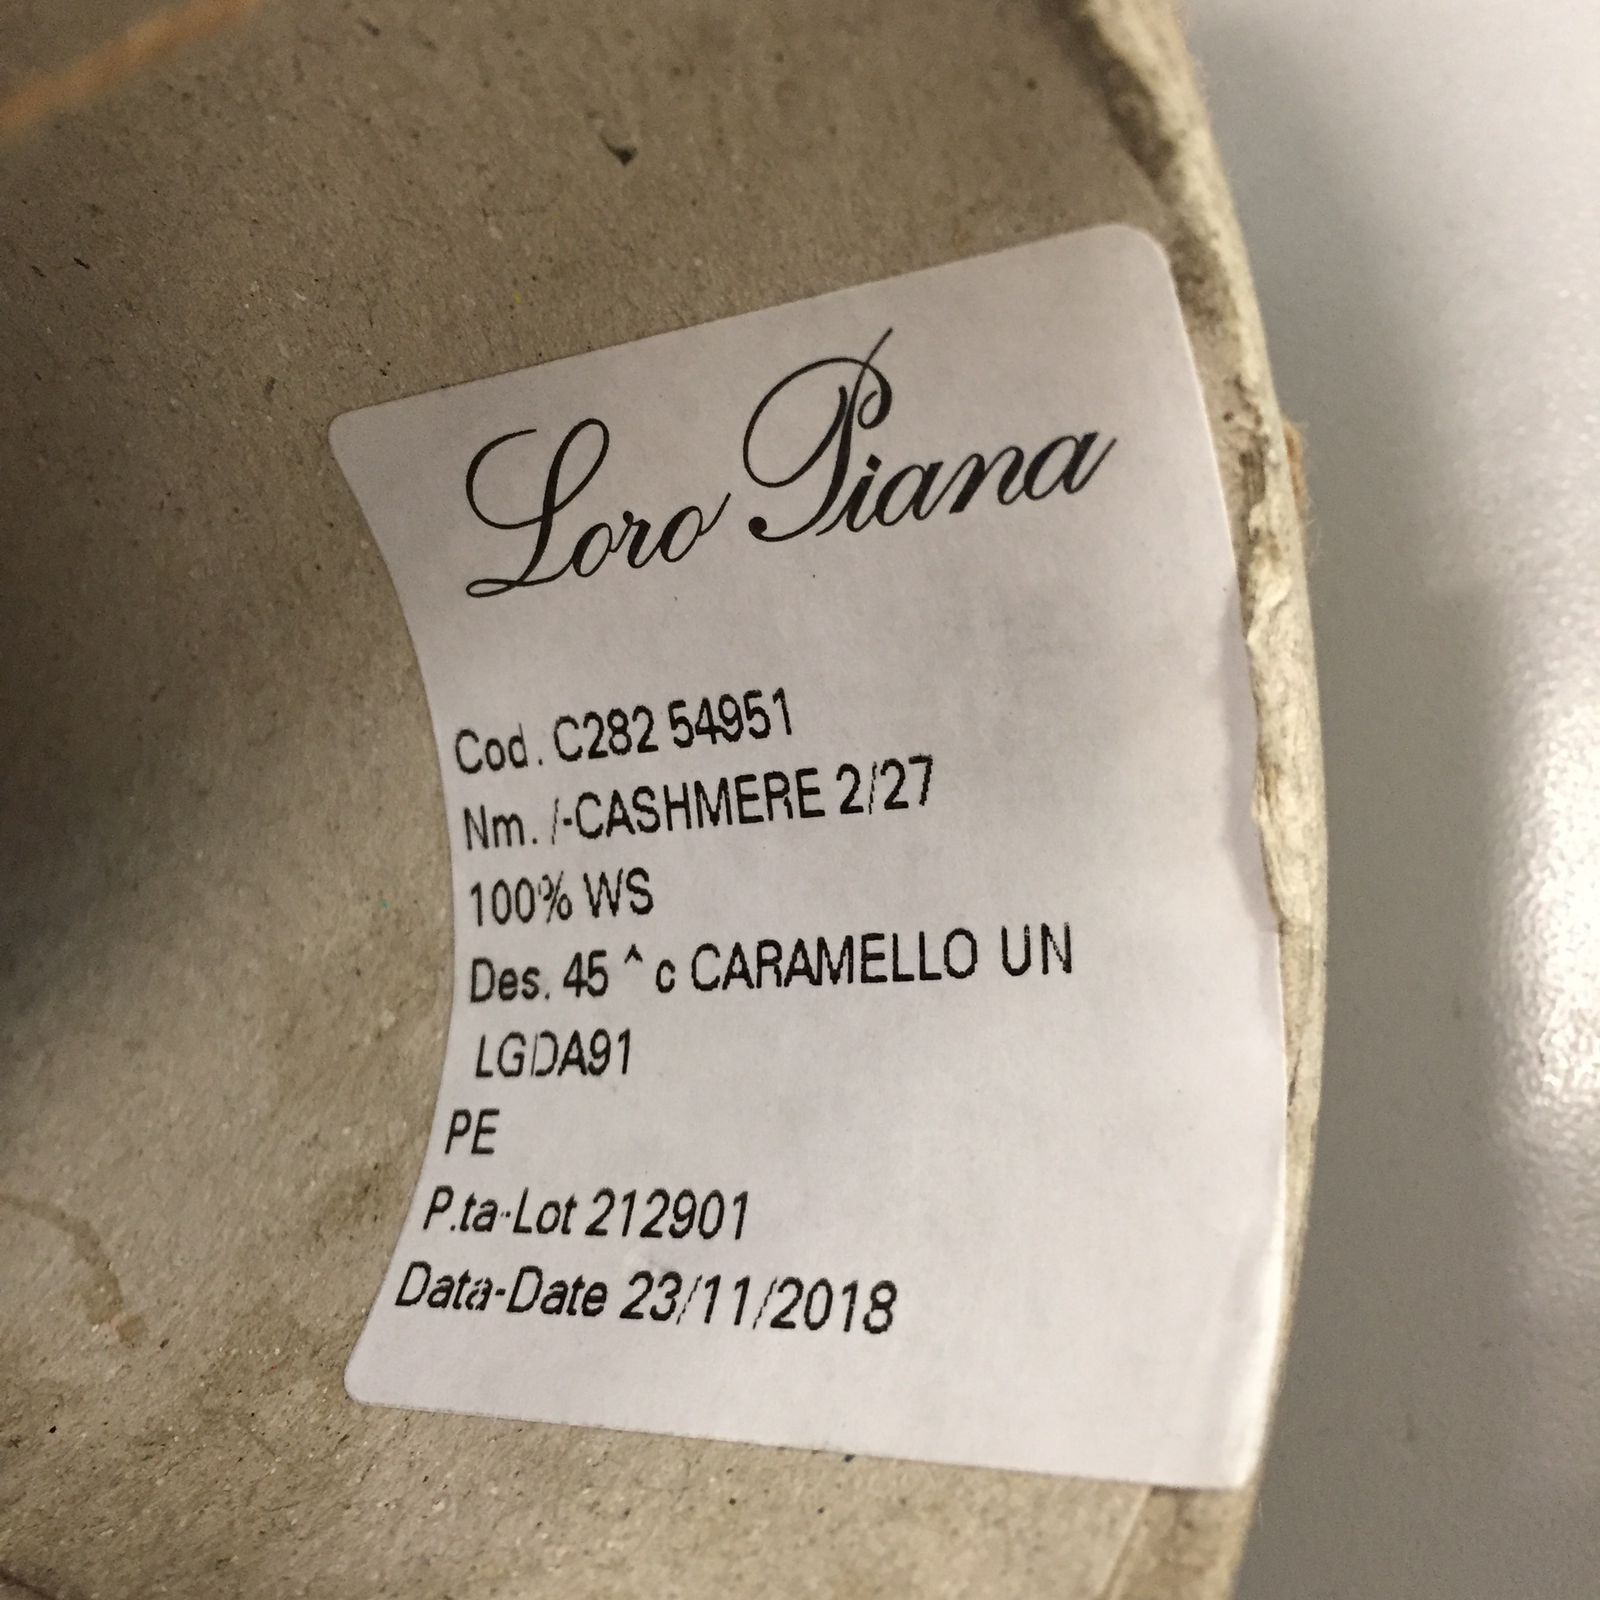 Loro Piana
Cod. C282 54951
Nm. /-CASHMERE 2/27
100% WS
Des. 45 ^ c CARAMELLO UN
LGDA91
PE
P.ta-Lot 212901
Data-Date 23/11/2018